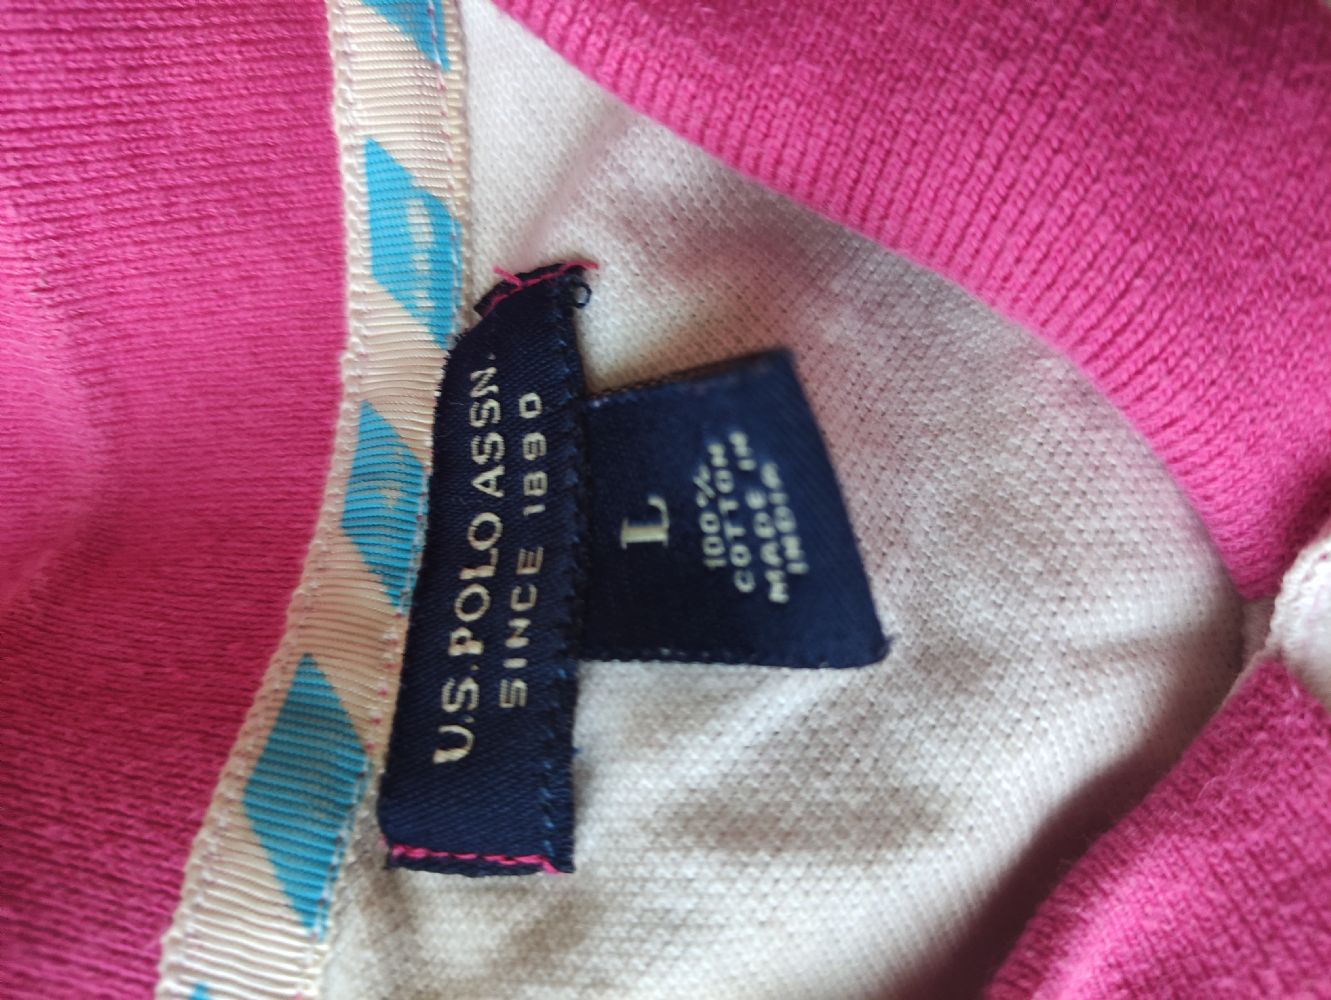 U.S. POLO ASSN.
SINCE 1890
L
100%
COTTON
MADE IN
INDIA